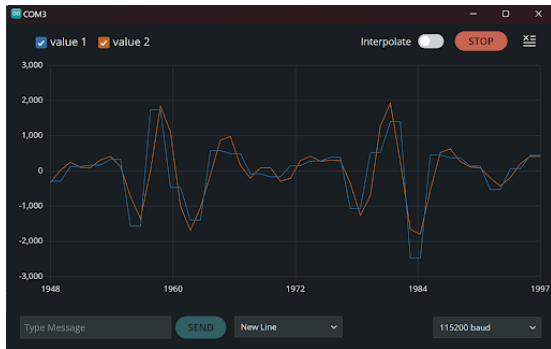 COM3
value 1 value 2 Interpolate STOP
3,000
2,000
1,000
0
-1,000
-2,000
-3,000
1948 1960 1972 1984 1997
Type Message SEND New Line 115200 baud